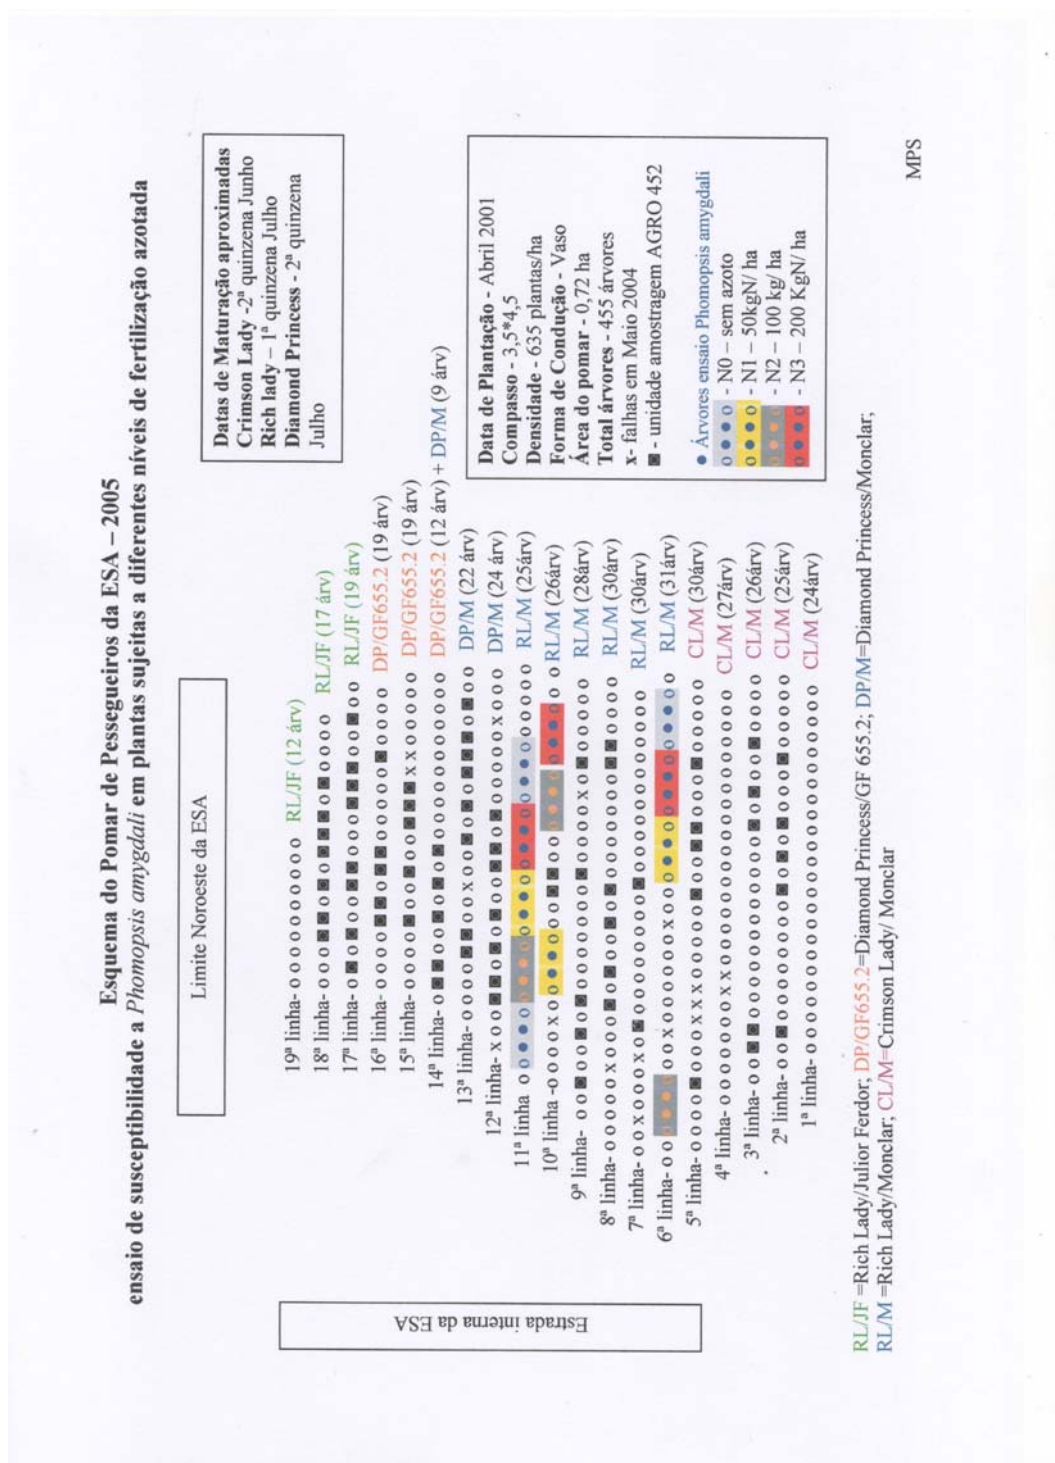 Esquema do Pomar de Pessegueiros da ESA – 2005
ensaio de susceptibilidade a Phomopsis amygdali em plantas sujeitas a diferentes níveis de fertilização azotada
Limite Noroeste da ESA
Datas de Maturação aproximadas
Crimson Lady -2ª quinzena Junho
Rich lady – 1ª quinzena Julho
Diamond Princess - 2ª quinzena
Julho
Estrada interna da ESA
19ª linha- RL/JF (12 árv)
18ª linha- RL/JF (17 árv)
17ª linha- RL/JF (19 árv)
16ª linha- DP/GF655.2 (19 árv)
15ª linha- DP/GF655.2 (19 árv)
14ª linha- DP/GF655.2 (12 árv) + DP/M (9 árv)
13ª linha- DP/M (22 árv)
12ª linha- DP/M (24 árv)
11ª linha RL/M (25árv)
10ª linha - RL/M (26árv)
9ª linha- RL/M (28árv)
8ª linha- RL/M (30árv)
7ª linha- RL/M (30árv)
6ª linha- RL/M (31árv)
5ª linha- CL/M (30árv)
4ª linha- CL/M (27árv)
3ª linha- CL/M (26árv)
2ª linha- CL/M (25árv)
1ª linha- CL/M (24árv)
Data de Plantação - Abril 2001
Compasso - 3,5*4,5
Densidade - 635 plantas/ha
Forma de Condução - Vaso
Área do pomar - 0,72 ha
Total árvores - 455 árvores
x- falhas em Maio 2004
- unidade amostragem AGRO 452
• Árvores ensaio Phomopsis amygdali
- N0 – sem azoto
- N1 – 50kgN/ ha
- N2 – 100 kg/ ha
- N3 – 200 KgN/ ha
RL/JF =Rich Lady/Julior Ferdor; DP/GF655.2=Diamond Princess/GF 655.2; DP/M=Diamond Princess/Monclar;
RL/M =Rich Lady/Monclar; CL/M=Crimson Lady/ Monclar
MPS